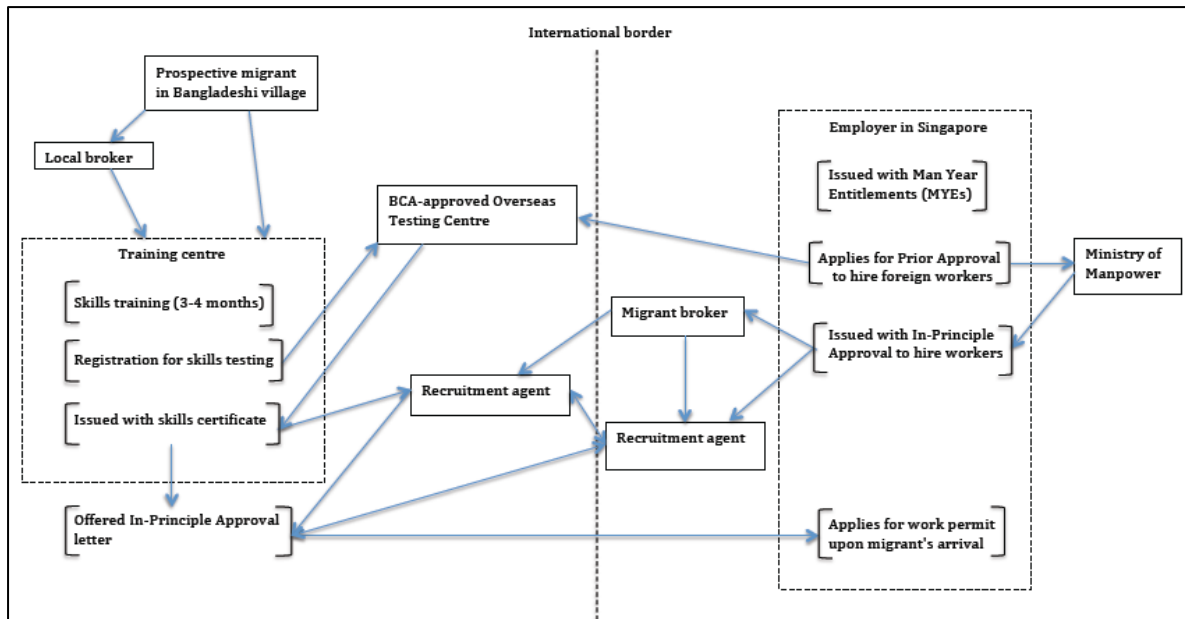 International border
Prospective migrant
in Bangladeshi village
Local broker
Training centre
Skills training (3-4 months)
Registration for skills testing
Issued with skills certificate
Offered In-Principle Approval
letter
BCA-approved Overseas
Testing Centre
Recruitment agent
Migrant broker
Recruitment agent
Employer in Singapore
Issued with Man Year
Entitlements (MYEs)
Applies for Prior Approval
to hire foreign workers
Issued with In-Principle
Approval to hire workers
Applies for work permit
upon migrant's arrival
Ministry of
Manpower